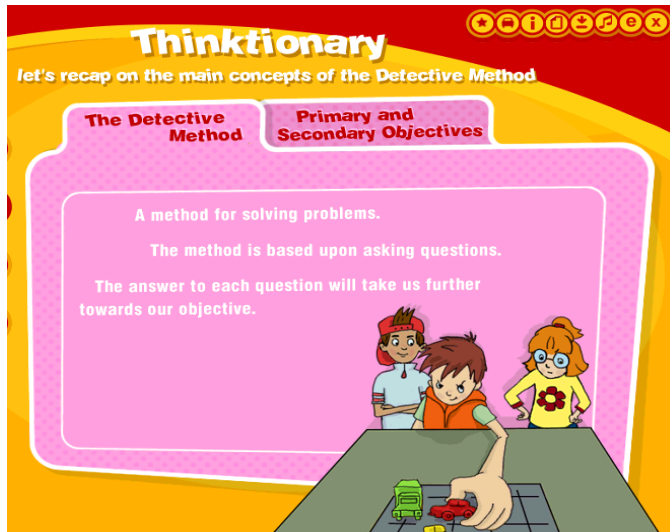 Thinktionary
let's recap on the main concepts of the Detective Method
The Detective
Method
Primary and
Secondary Objectives
A method for solving problems.
The method is based upon asking questions.
The answer to each question will take us further
towards our objective.